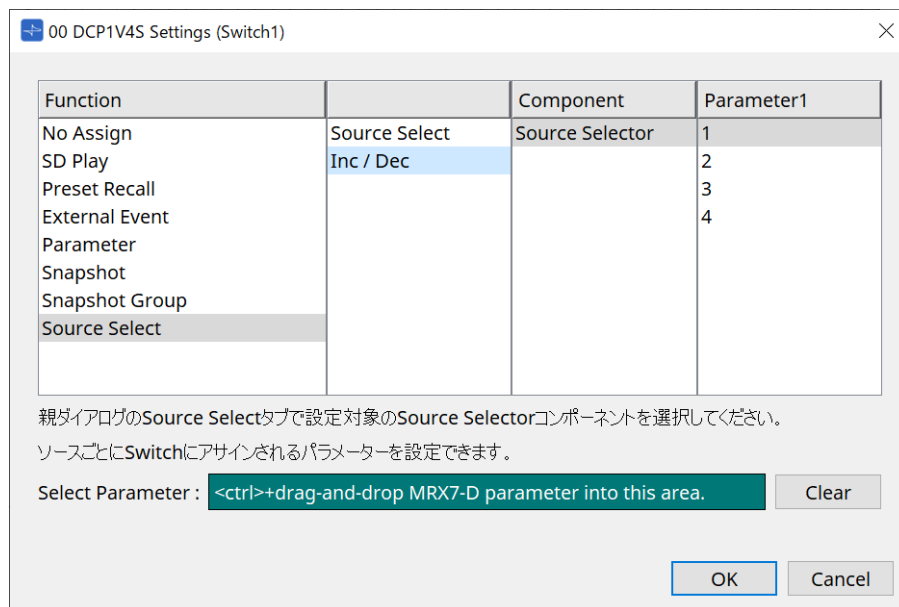 00 DCP1V4S Settings (Switch1)
Function Component Parameter1
No Assign Source Select Source Selector 1
SD Play Inc / Dec 2
Preset Recall 3
External Event 4
Parameter
Snapshot
Snapshot Group
Source Select
親ダイアログのSource Selectタブで設定対象のSource Selectorコンポーネントを選択してください。
ソースごとにSwitchにアサインされるパラメーターを設定できます。
Select Parameter : <ctrl>+drag-and-drop MRX7-D parameter into this area. Clear
OK Cancel